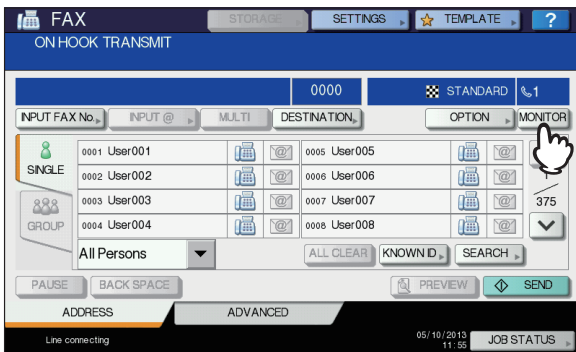 FAX STORAGE SETTINGS TEMPLATE ?
ON HOOK TRANSMIT
0000 STANDARD 1
INPUT FAX No. INPUT @ MULTI DESTINATION OPTION MONITOR
SINGLE
GROUP
0001 User001 0005 User005
0002 User002 0006 User006
0003 User003 0007 User007
0004 User004 0008 User008
1
375
All Persons ALL CLEAR KNOWN ID SEARCH
PAUSE BACK SPACE PREVIEW SEND
ADDRESS ADVANCED
Line connecting 05/10/2013
11:55 JOB STATUS